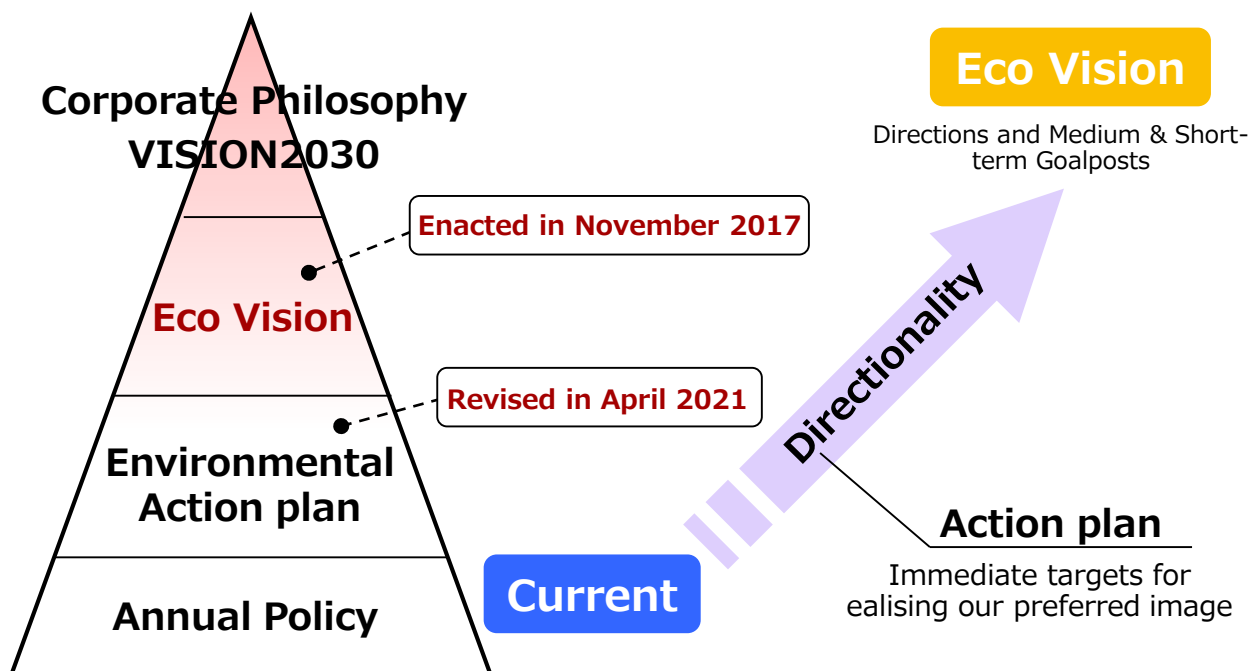 Corporate Philosophy
VISION2030
Enacted in November 2017
Eco Vision
Revised in April 2021
Environmental
Action plan
Annual Policy
Eco Vision
Directions and Medium & Short-
term Goalposts
Directionality
Action plan
Immediate targets for
ealising our preferred image
Current